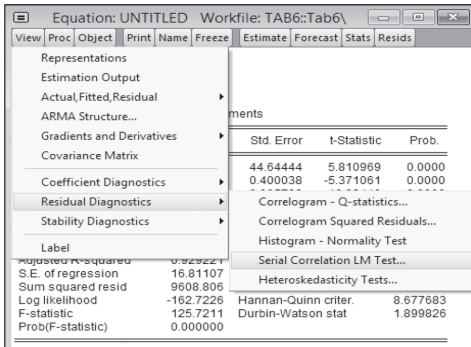 Equation: UNTITLED Workfile: TAB6::Tab6\
View Proc Object Print Name Freeze Estimate Forecast Stats Resids
Representations
Estimation Output
Actual,Fitted,Residual
ARMA Structure...
Gradients and Derivatives
Covariance Matrix
Coefficient Diagnostics
Residual Diagnostics
Stability Diagnostics
Label
ments
Std. Error t-Statistic Prob.
44.64444 5.810969 0.0000
0.400038 -5.371061 0.0000
Correlogram - Q-statistics...
Correlogram Squared Residuals...
Histogram - Normality Test
Serial Correlation LM Test...
Heteroskedasticity Tests...
Adjusted R-squared 0.929221
S.E. of regression 16.81107
Sum squared resid 9608.806
Log likelihood -162.7226 Hannan-Quinn criter. 8.677683
F-statistic 125.7211 Durbin-Watson stat 1.899826
Prob(F-statistic) 0.000000